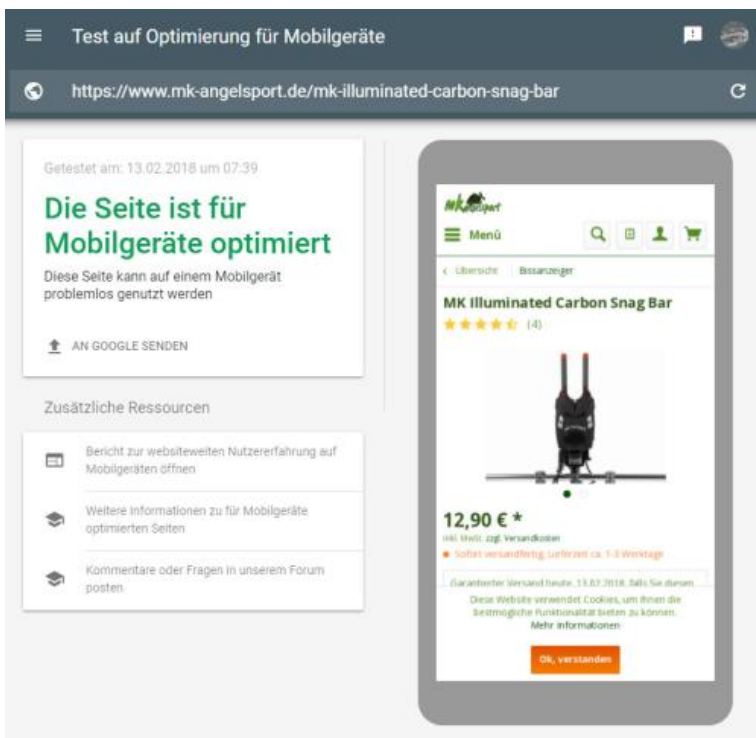 Test auf Optimierung für Mobilgeräte
https://www.mk-angelsport.de/mk-illuminated-carbon-snag-bar
Getestet am: 13.02.2018 um 07:39
Die Seite ist für
Mobilgeräte optimiert
Diese Seite kann auf einem Mobilgerät
problemlos genutzt werden
AN GOOGLE SENDEN
Zusätzliche Ressourcen
Bericht zur websiteweiten Nutzererfahrung auf
Mobilgeräten öffnen
Weitere Informationen zu für Mobilgeräte
optimierten Seiten
Kommentare oder Fragen in unserem Forum
posten
mk angelsport
Menü
Übersicht Bissanzeiger
MK Illuminated Carbon Snag Bar
(4)
12,90 € *
inkl. MwSt. zzgl. Versandkosten
Sofort versandfertig, Lieferzeit ca. 1-3 Werktage
Garantierter Versand heute, 13.02.2018, falls Sie diesen
Diese Website verwendet Cookies, um Ihnen die
bestmögliche Funktionalität bieten zu können.
Mehr Informationen
Ok, verstanden